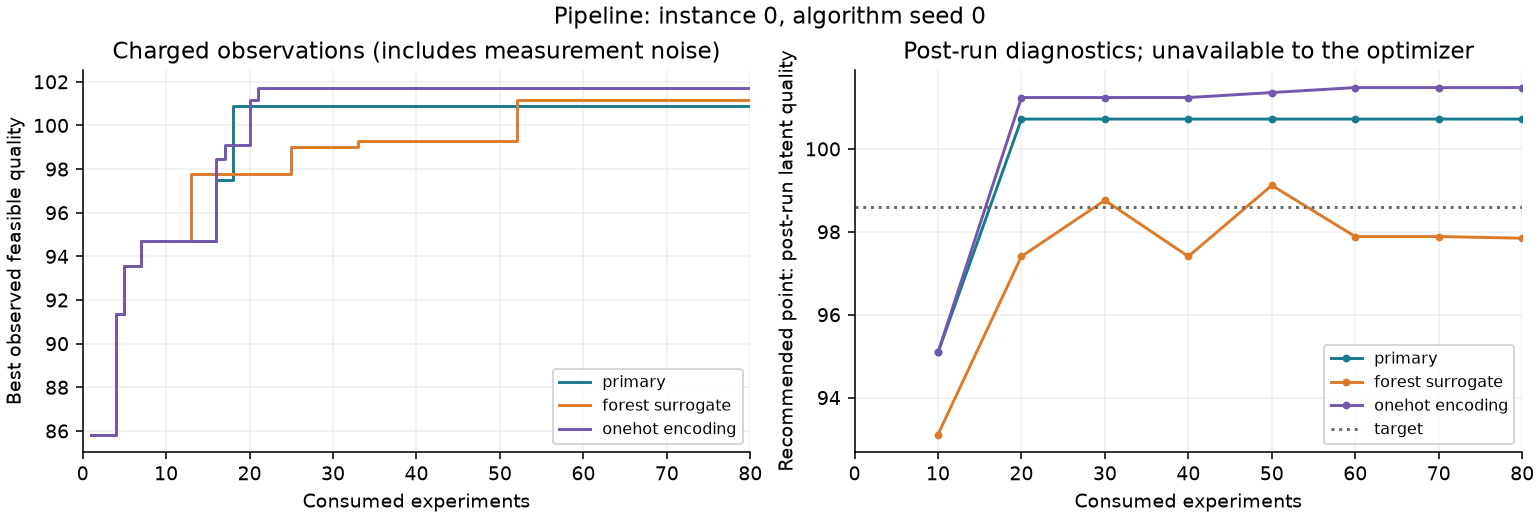 Pipeline: instance 0, algorithm seed 0
Charged observations (includes measurement noise)
Best observed feasible quality
102
100
98
96
94
92
90
88
86
0 10 20 30 40 50 60 70 80
Consumed experiments
primary
forest surrogate
onehot encoding
Post-run diagnostics; unavailable to the optimizer
Recommended point: post-run latent quality
100
98
96
94
0 10 20 30 40 50 60 70 80
Consumed experiments
primary
forest surrogate
onehot encoding
target